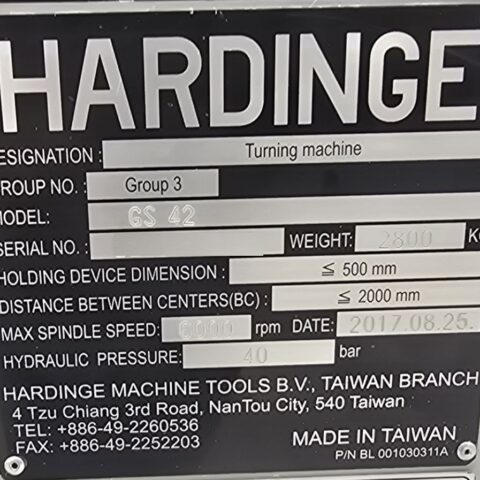 HARDINGE
ESIGNATION : Turning machine
GROUP NO. : Group 3
MODEL: GS 42
SERIAL NO. : WEIGHT: 2800 KG
HOLDING DEVICE DIMENSION : ≦ 500 mm
DISTANCE BETWEEN CENTERS(BC) : ≦ 2000 mm
MAX SPINDLE SPEED: 6000 rpm DATE: 2017.08.25.
HYDRAULIC PRESSURE: 40 bar
HARDINGE MACHINE TOOLS B.V., TAIWAN BRANCH
4 Tzu Chiang 3rd Road, NanTou City, 540 Taiwan
TEL: +886-49-2260536
FAX: +886-49-2252203
MADE IN TAIWAN
P/N BL 001030311A